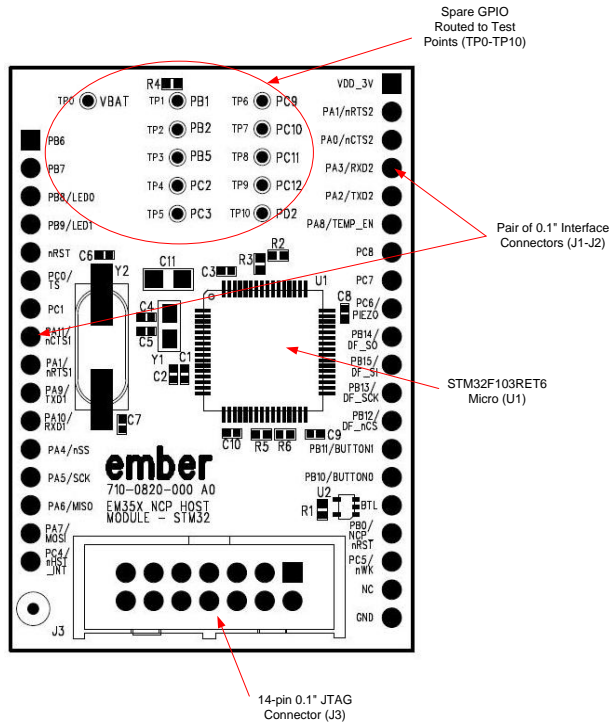 Spare GPIO
Routed to Test
Points (TP0-TP10)
R4
VDD_3V
TP0 VBAT
TP1 PB1
TP6 PC9
PA1/nRTS2
PB6
TP2 PB2
TP7 PC10
PA0/nCTS2
PB7
TP3 PB5
TP8 PC11
PA3/RXD2
PB8/LED0
TP4 PC2
TP9 PC12
PA2/TXD2
PB9/LED1
TP5 PC3
TP10 PD2
PA8/TEMP_EN
Pair of 0.1" Interface
Connectors (J1-J2)
nRST
C6
Y2
C11
C3
R3
R2
PC8
PC0/
TS
U1
PC7
PC1
C4
C8
PC6/
PIEZO
PA11/
nCTS1
C5
Y1
PB14/
DF_SO
PA1/
nRTS1
C2
C1
PB15/
DF_SI
STM32F103RET6
Micro (U1)
PA9/
TXD1
PB13/
DF_SCK
PA10/
RXD1
C7
PB12/
DF_nCS
C10
R5
R6
C9
PA4/nSS
PB11/BUTTON1
ember
PA5/SCK
710-0820-000 A0
PB10/BUTTON0
PA6/MISO
EM35X NCP HOST
MODULE - STM32
U2
R1
BTL
PA7/
MOSI
PB0/
NCP_
nRST
PC4/
nHST
_INT
PC5/
nWK
NC
J3
GND
14-pin 0.1" JTAG
Connector (J3)